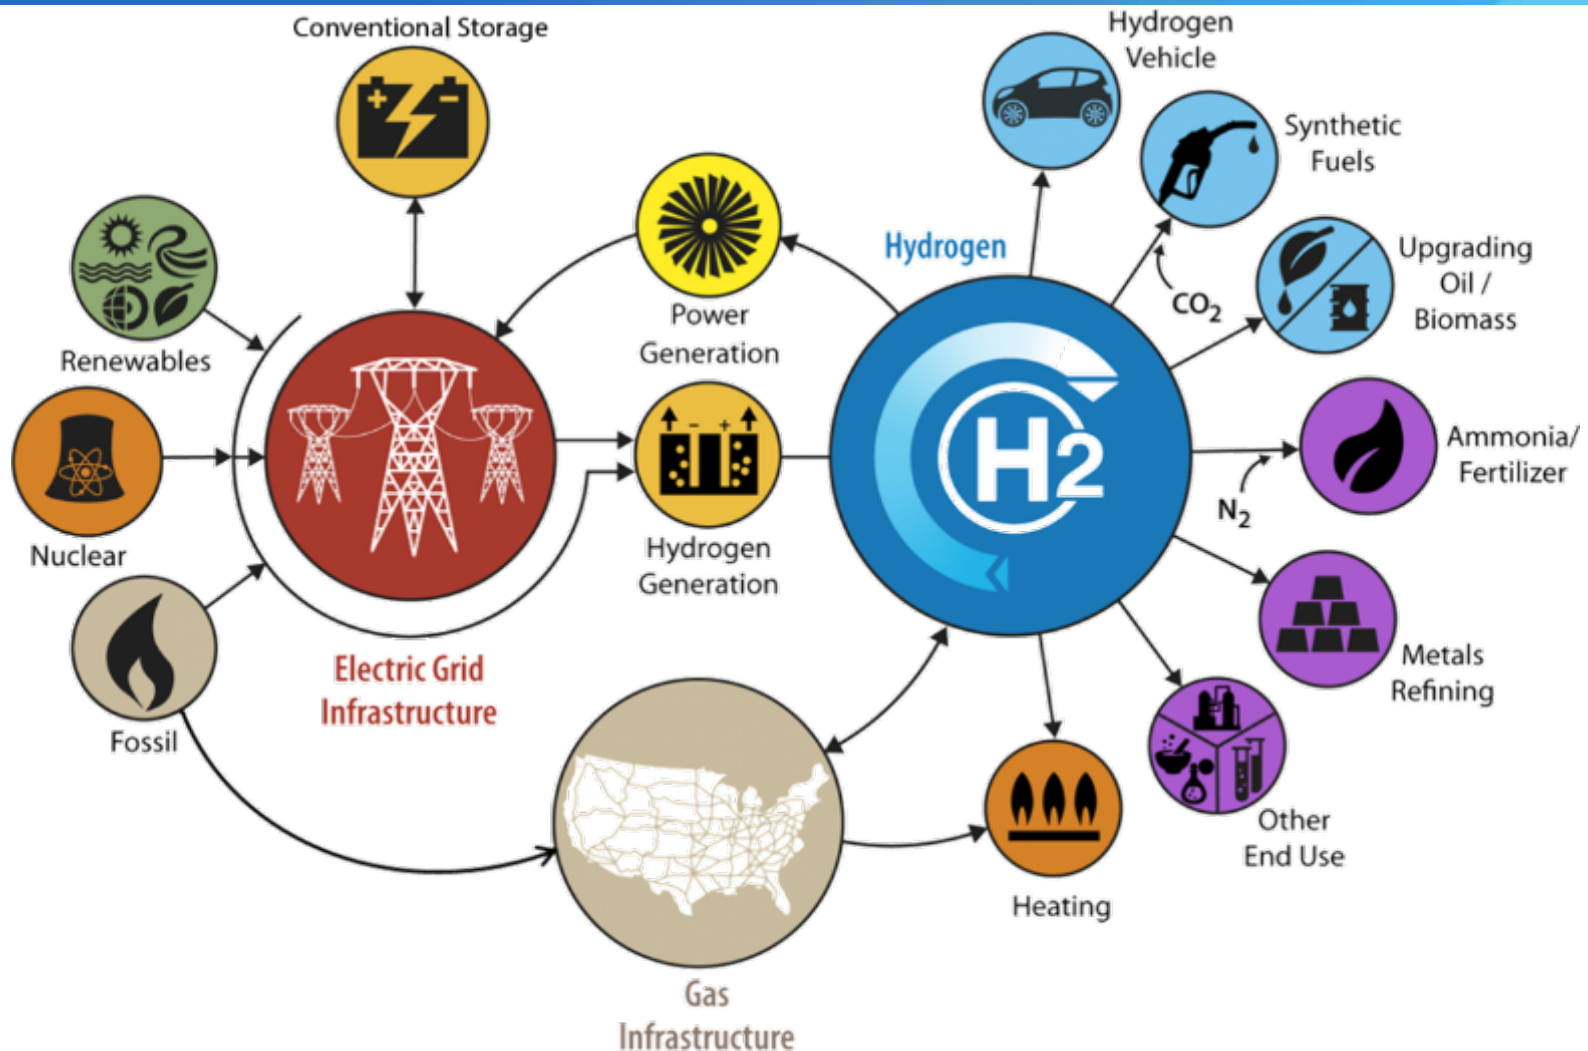 Conventional Storage
Hydrogen
Vehicle
Synthetic
Fuels
Upgrading
Oil /
Biomass
CO2
Hydrogen
Renewables
Power
Generation
H2
Ammonia/
Fertilizer
N2
Nuclear
- +
+ -
Hydrogen
Generation
Electric Grid
Infrastructure
Metals
Refining
Fossil
Other
End Use
Heating
Gas
Infrastructure